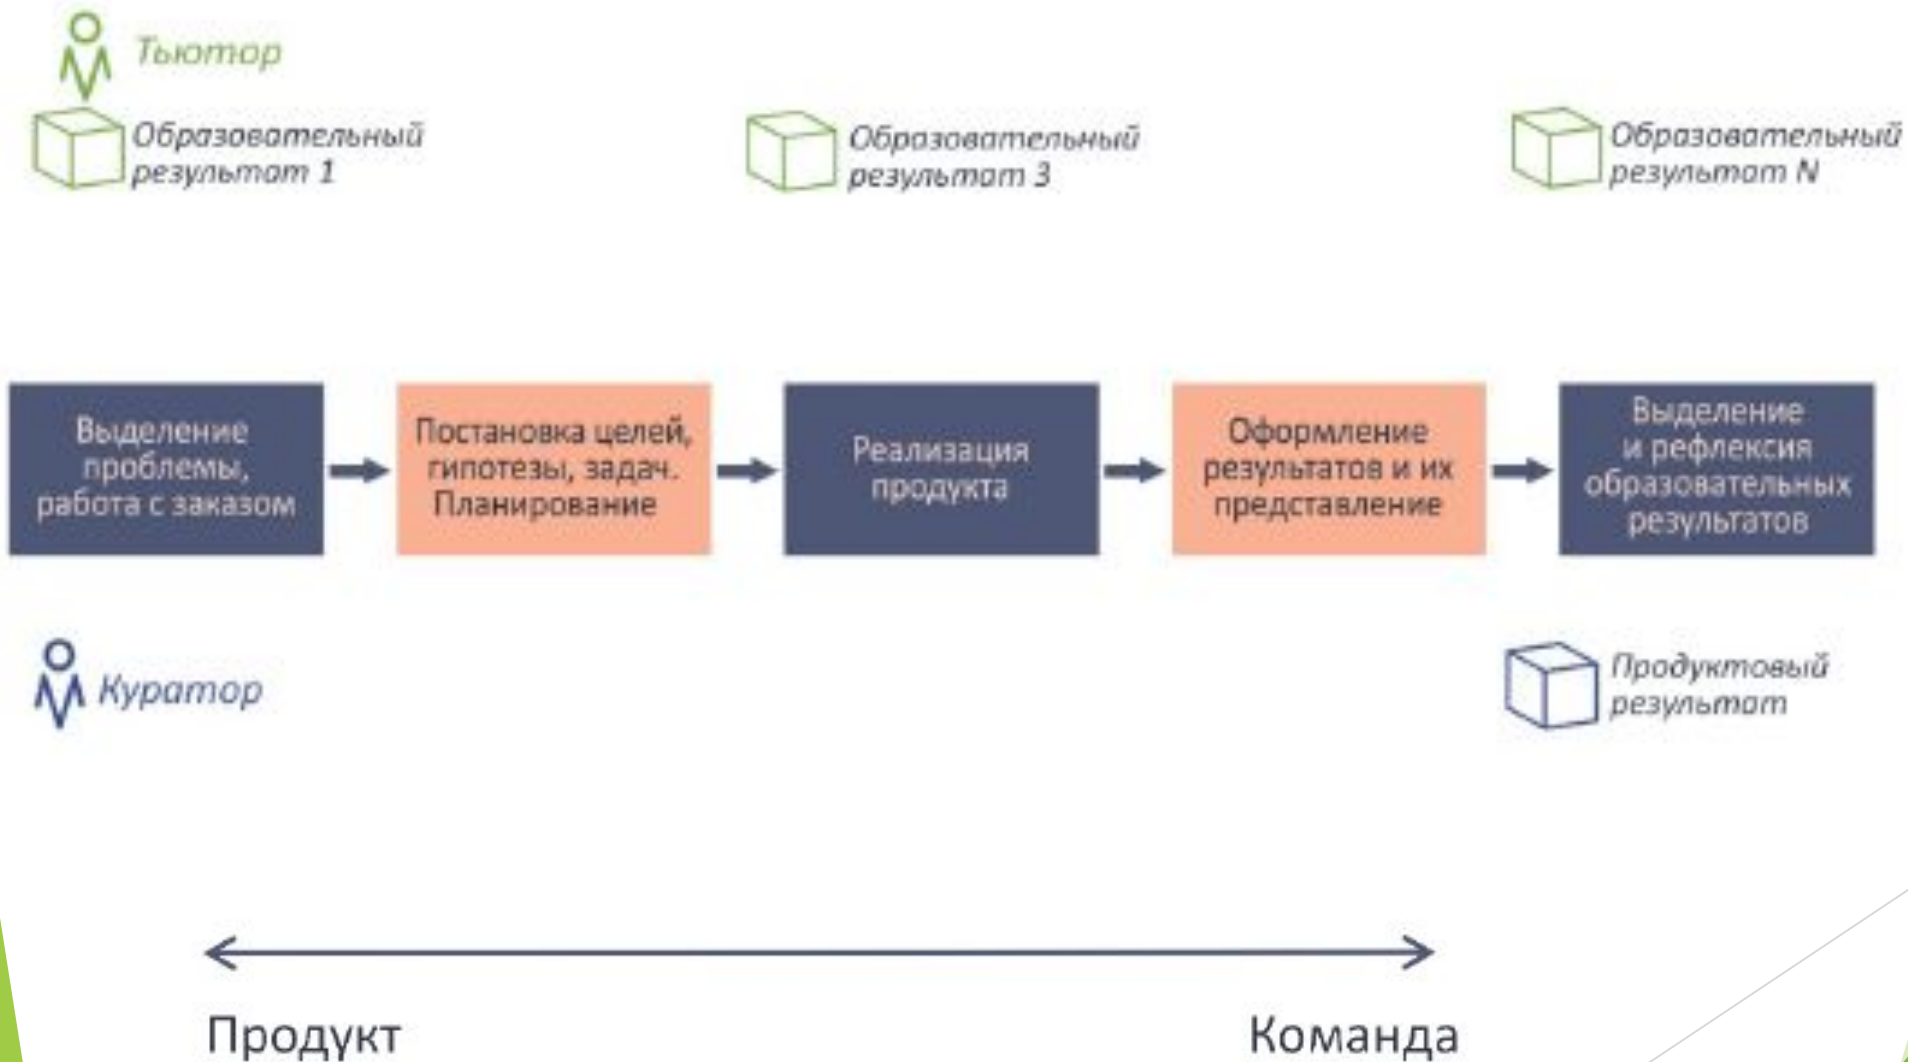 Тьютор
Образовательный
результат 1
Образовательный
результат 3
Образовательный
результат N
Выделение
проблемы,
работа с заказом
Постановка целей,
гипотезы, задач.
Планирование
Реализация
продукта
Оформление
результатов и их
представление
Выделение
и рефлексия
образовательных
результатов
Куратор
Продуктовый
результат
Продукт
Команда